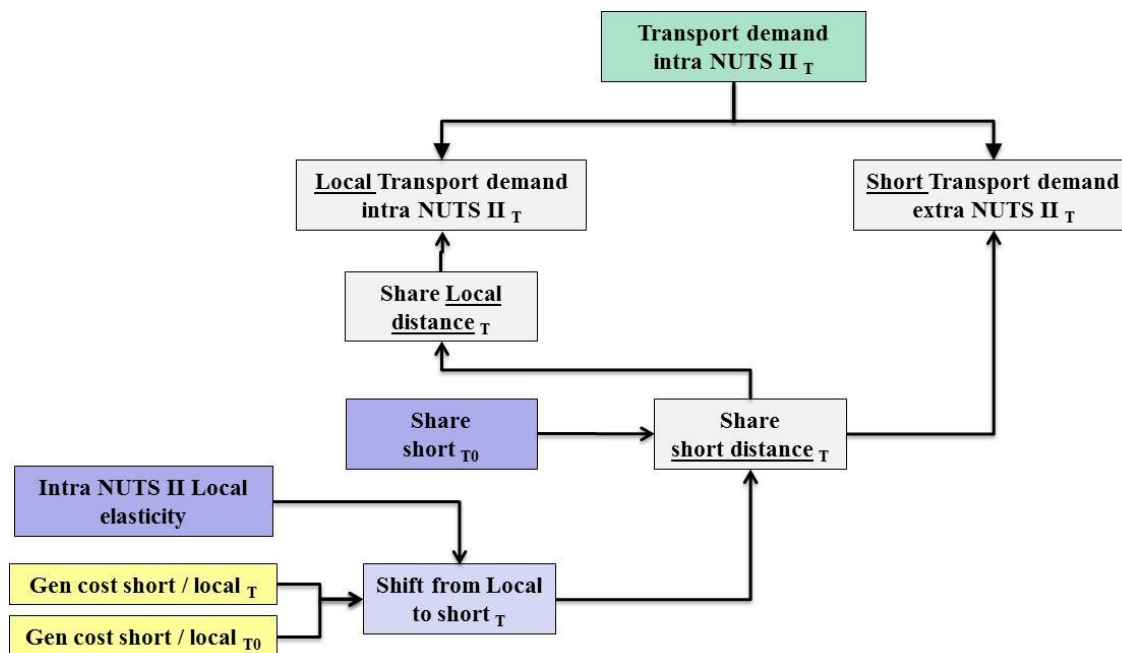 Transport demand
intra NUTS II T
Local Transport demand
intra NUTS II T
Short Transport demand
extra NUTS II T
Share Local
distance T
Share
short T0
Share
short distance T
Intra NUTS II Local
elasticity
Gen cost short / local T
Shift from Local
to short T
Gen cost short / local T0